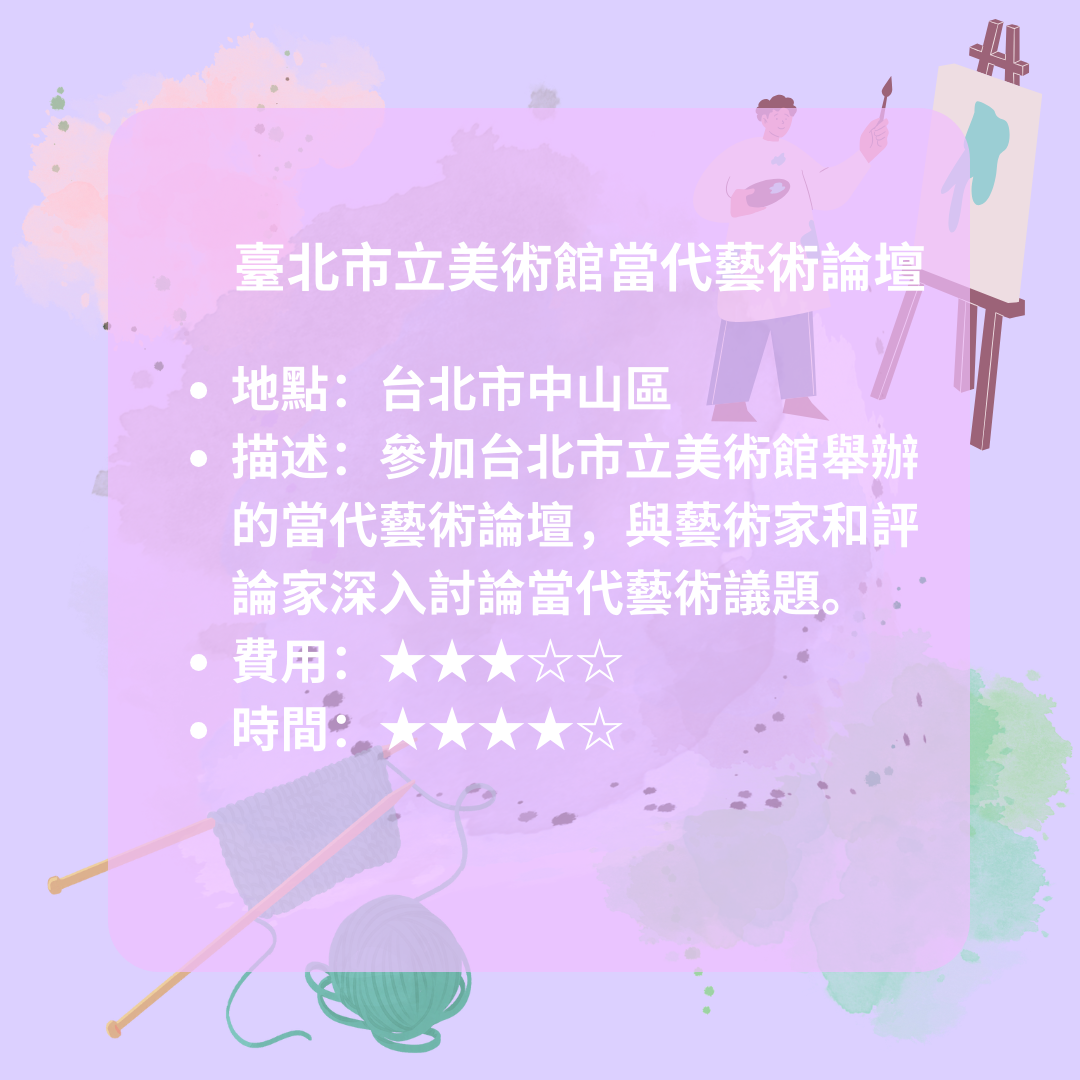 臺北市立美術館當代藝術論壇
• 地點：台北市中山區
• 描述：參加台北市立美術館舉辦
的當代藝術論壇，與藝術家和評
論家深入討論當代藝術議題。
• 費用：★★★☆☆
• 時間：★★★★☆